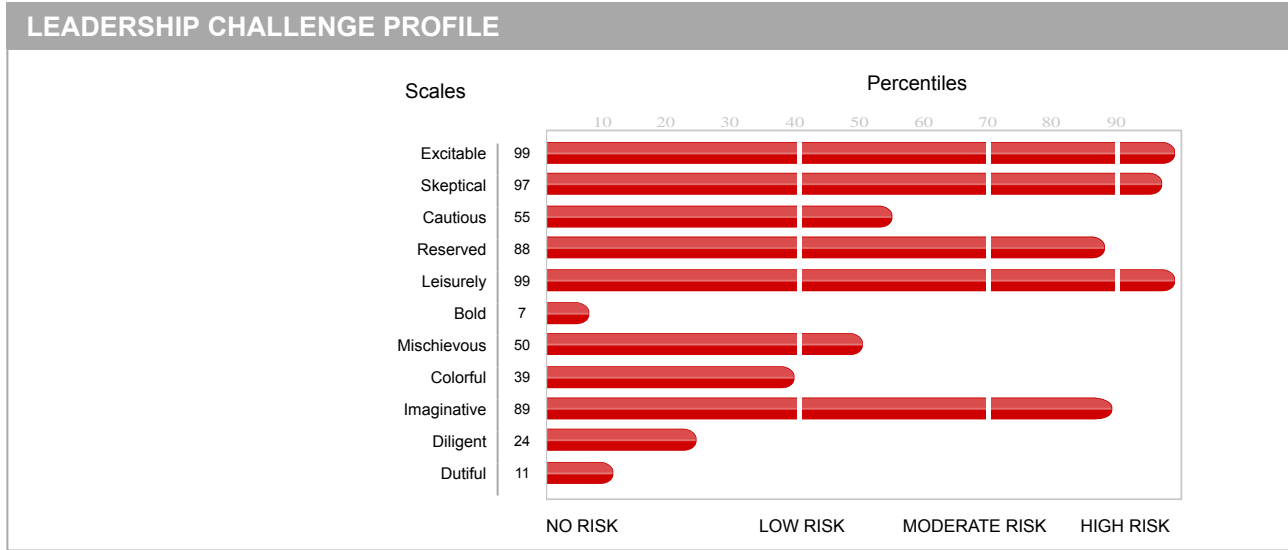 LEADERSHIP CHALLENGE PROFILE
Scales
Percentiles
10 20 30 40 50 60 70 80 90
Excitable 99
Skeptical 97
Cautious 55
Reserved 88
Leisurely 99
Bold 7
Mischievous 50
Colorful 39
Imaginative 89
Diligent 24
Dutiful 11
NO RISK LOW RISK MODERATE RISK HIGH RISK